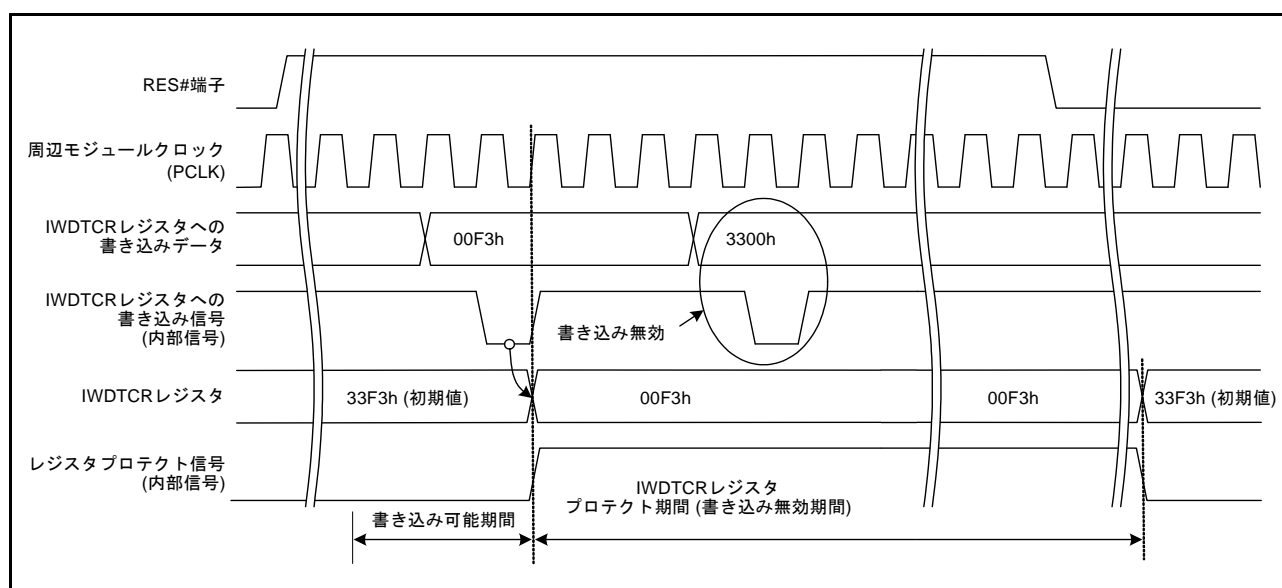 RES#端子
周辺モジュールクロック
(PCLK)
IWDTCRレジスタへの
書き込みデータ
00F3h
3300h
IWDTCRレジスタへの
書き込み信号
(内部信号)
書き込み無効
IWDTCRレジスタ
33F3h (初期値)
00F3h
00F3h
33F3h (初期値)
レジスタプロテクト信号
(内部信号)
IWDTCRレジスタ
プロテクト期間 (書き込み無効期間)
書き込み可能期間